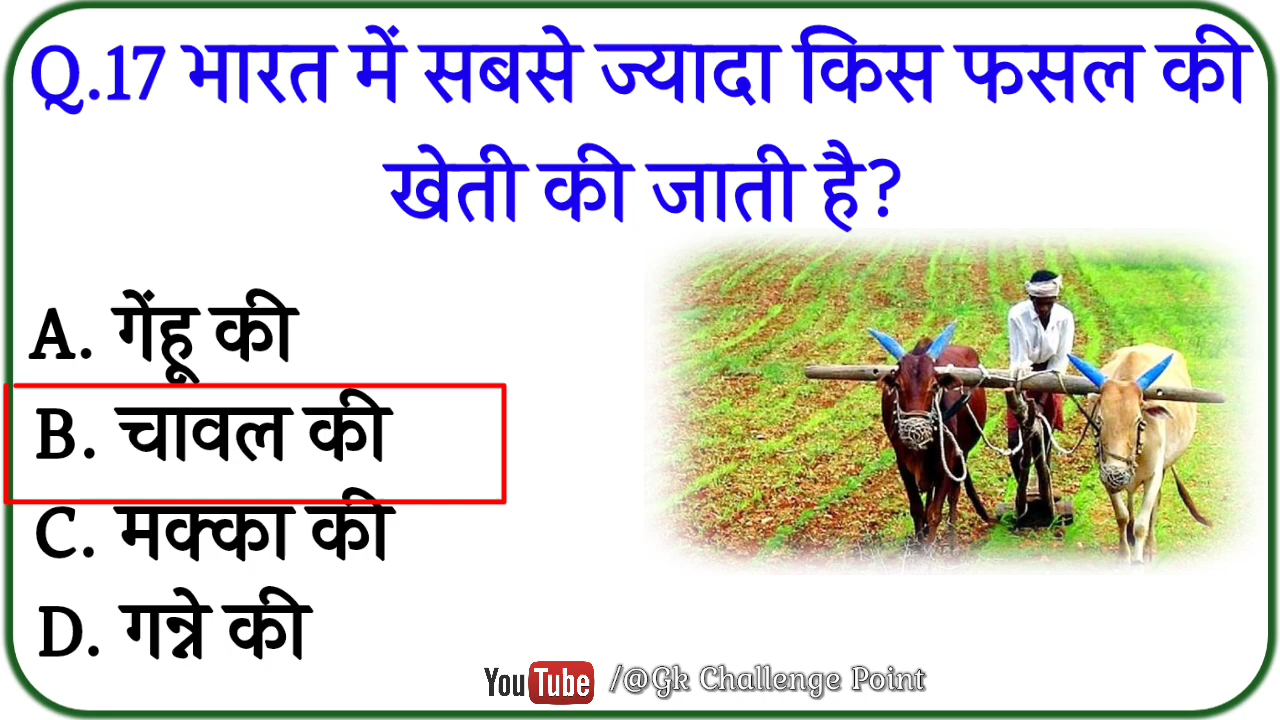 Q.17 भारत में सबसे ज्यादा किस फसल की
खेती की जाती है?
A. गेंहू की
B. चावल की
C. मक्का की
D. गन्ने की
YouTube /@Gk Challenge Point